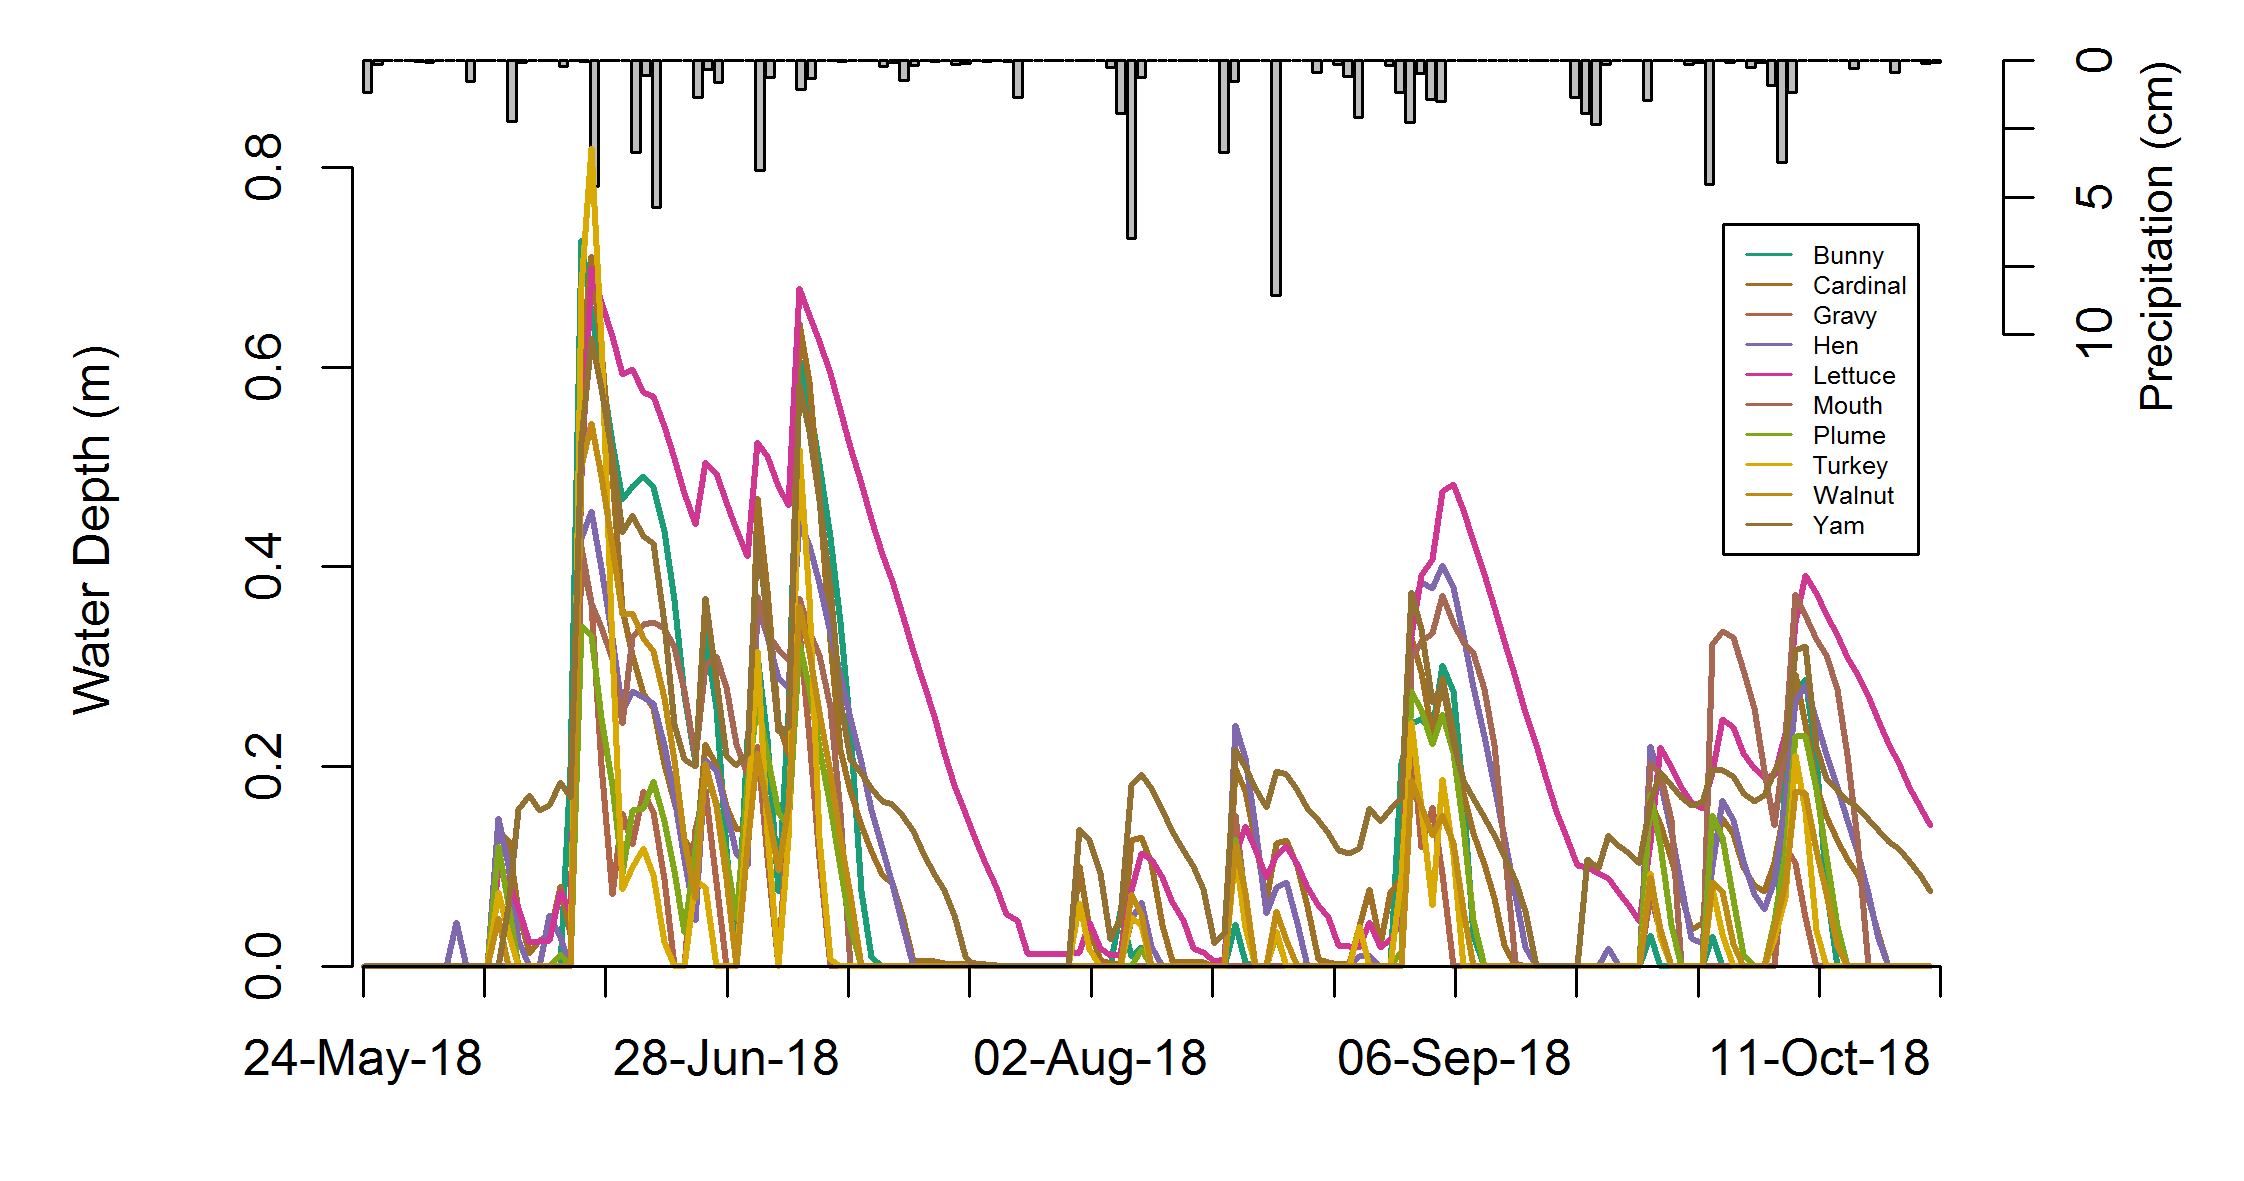 0
5
10
Precipitation (cm)
0.8
0.6
0.4
0.2
0.0
Water Depth (m)
Bunny
Cardinal
Gravy
Hen
Lettuce
Mouth
Plume
Turkey
Walnut
Yam
24-May-18 28-Jun-18 02-Aug-18 06-Sep-18 11-Oct-18